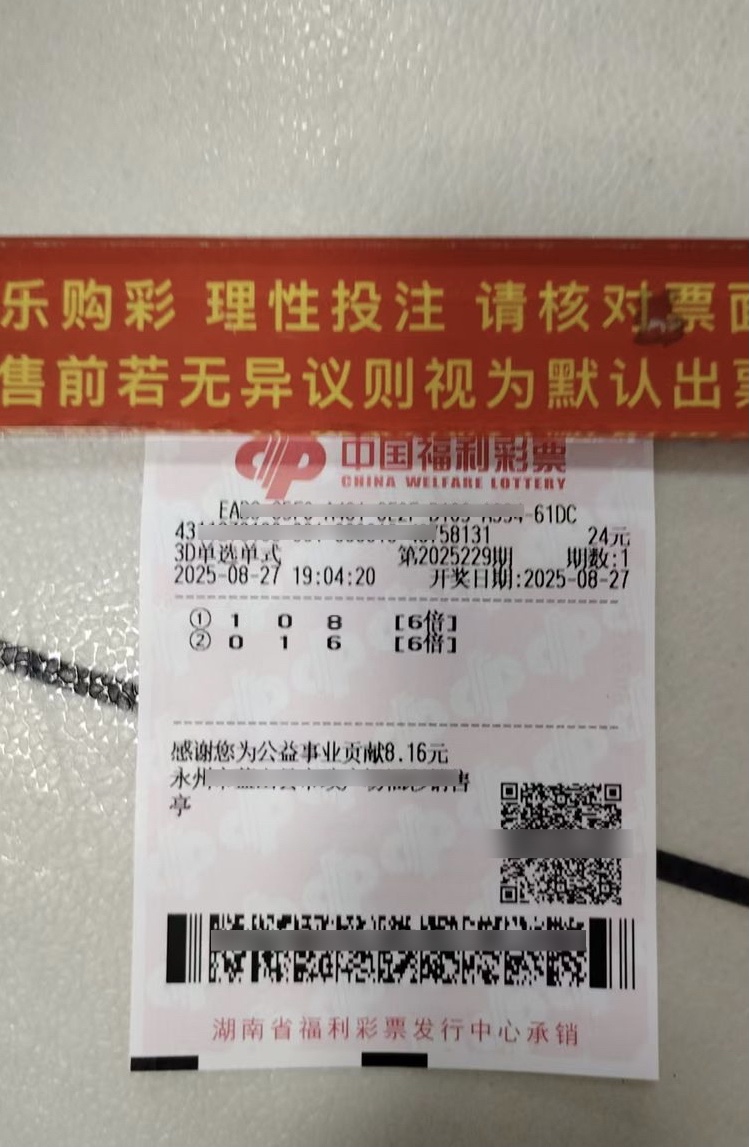 乐购彩 理性投注 请核对票面
售前若无异议则视为默认出票
中国福利彩票
CHINA WELFARE LOTTERY
-61DC
43 758131 24元
3D单选单式 第2025229期 期数:1
2025-08-27 19:04:20 开奖日期:2025-08-27
① 1 0 8 [6倍]
② 0 1 6 [6倍]
感谢您为公益事业贡献8.16元
永州 售
亭
湖南省福利彩票发行中心承销